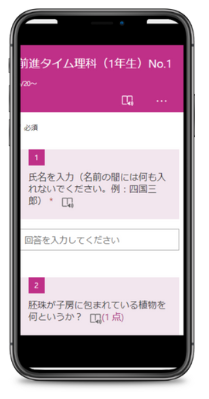 前進タイム理科（1年生）No.1
/20～
…
必須
1
氏名を入力（名前の間には何も入
れないでください。例：四国三
郎） *
回答を入力してください
2
胚珠が子房に包まれている植物を
何というか？ (1 点)